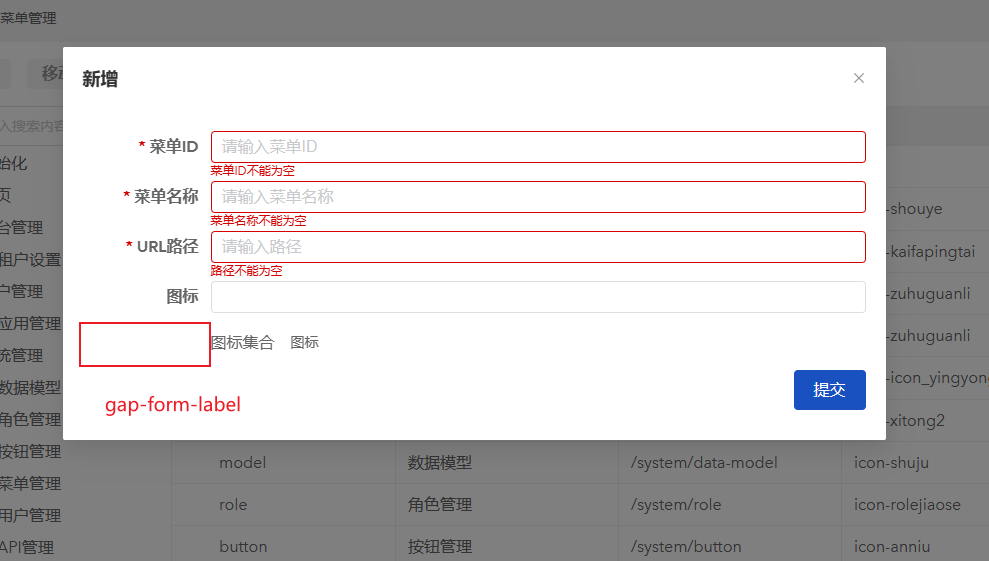 菜单管理
移动
入搜索内容
新增
* 菜单ID
请输入菜单ID
菜单ID不能为空
* 菜单名称
请输入菜单名称
菜单名称不能为空
* URL路径
请输入路径
路径不能为空
图标
图标集合 图标
gap-form-label
提交
始化
页
台管理
租户设置
户管理
应用管理
统管理
数据模型
角色管理
按钮管理
菜单管理
用户管理
API管理
-shouye
-kaifapingtai
-zuhuguanli
-zuhuguanli
-icon_yingyong
-xitong2
model 数据模型 /system/data-model icon-shuju
role 角色管理 /system/role icon-rolejiaose
button 按钮管理 /system/button icon-anniu